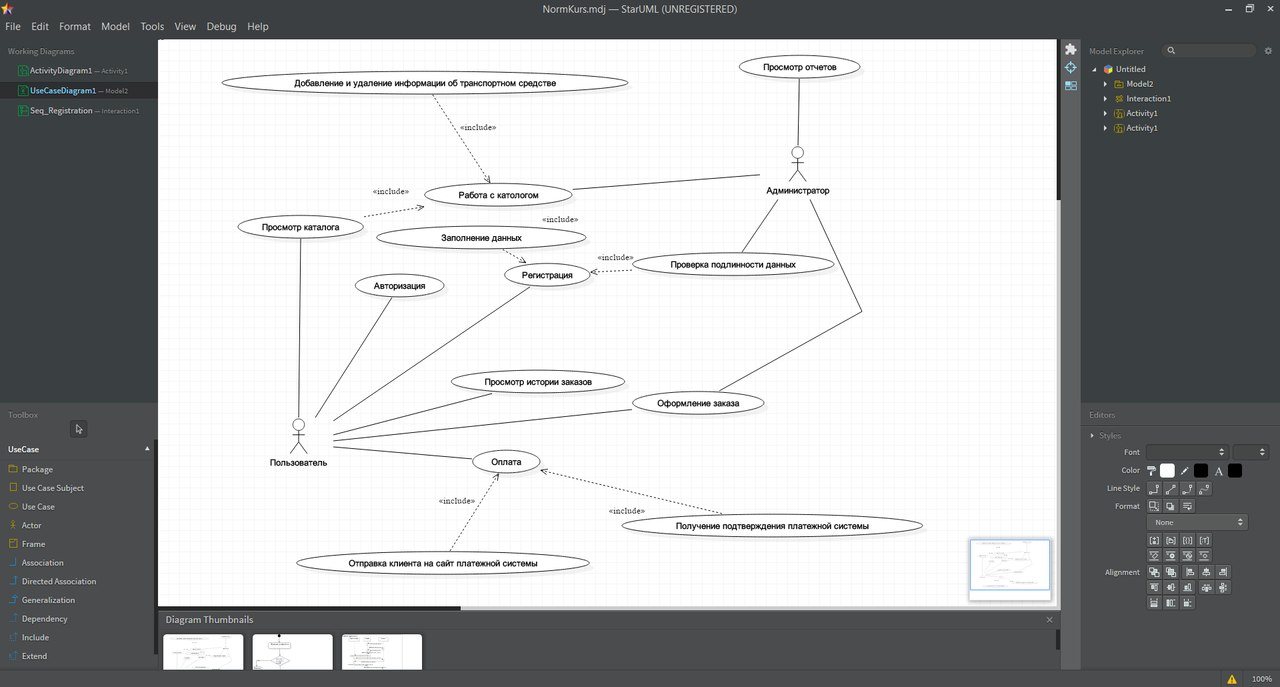 NormKurs.mdj — StarUML (UNREGISTERED)
File Edit Format Model Tools View Debug Help
Working Diagrams
ActivityDiagram1 — Activity1
UseCaseDiagram1 — Model2
Seq_Registration — Interaction1
Toolbox
UseCase
Package
Use Case Subject
Use Case
Actor
Frame
Association
Directed Association
Generalization
Dependency
Include
Extend
Добавление и удаление информации об транспортном средстве
Просмотр отчетов
«include»
Администратор
«include»
Работа с катологом
«include»
Просмотр каталога
Заполнение данных
«include»
Проверка подлинности данных
Регистрация
Авторизация
Просмотр истории заказов
Оформление заказа
Пользователь
Оплата
«include»
«include»
Получение подтверждения платежной системы
Отправка клиента на сайт платежной системы
Diagram Thumbnails
Model Explorer
Untitled
Model2
Interaction1
Activity1
Activity1
Editors
Styles
Font
Color
A
Line Style
Format
None
Alignment
100%